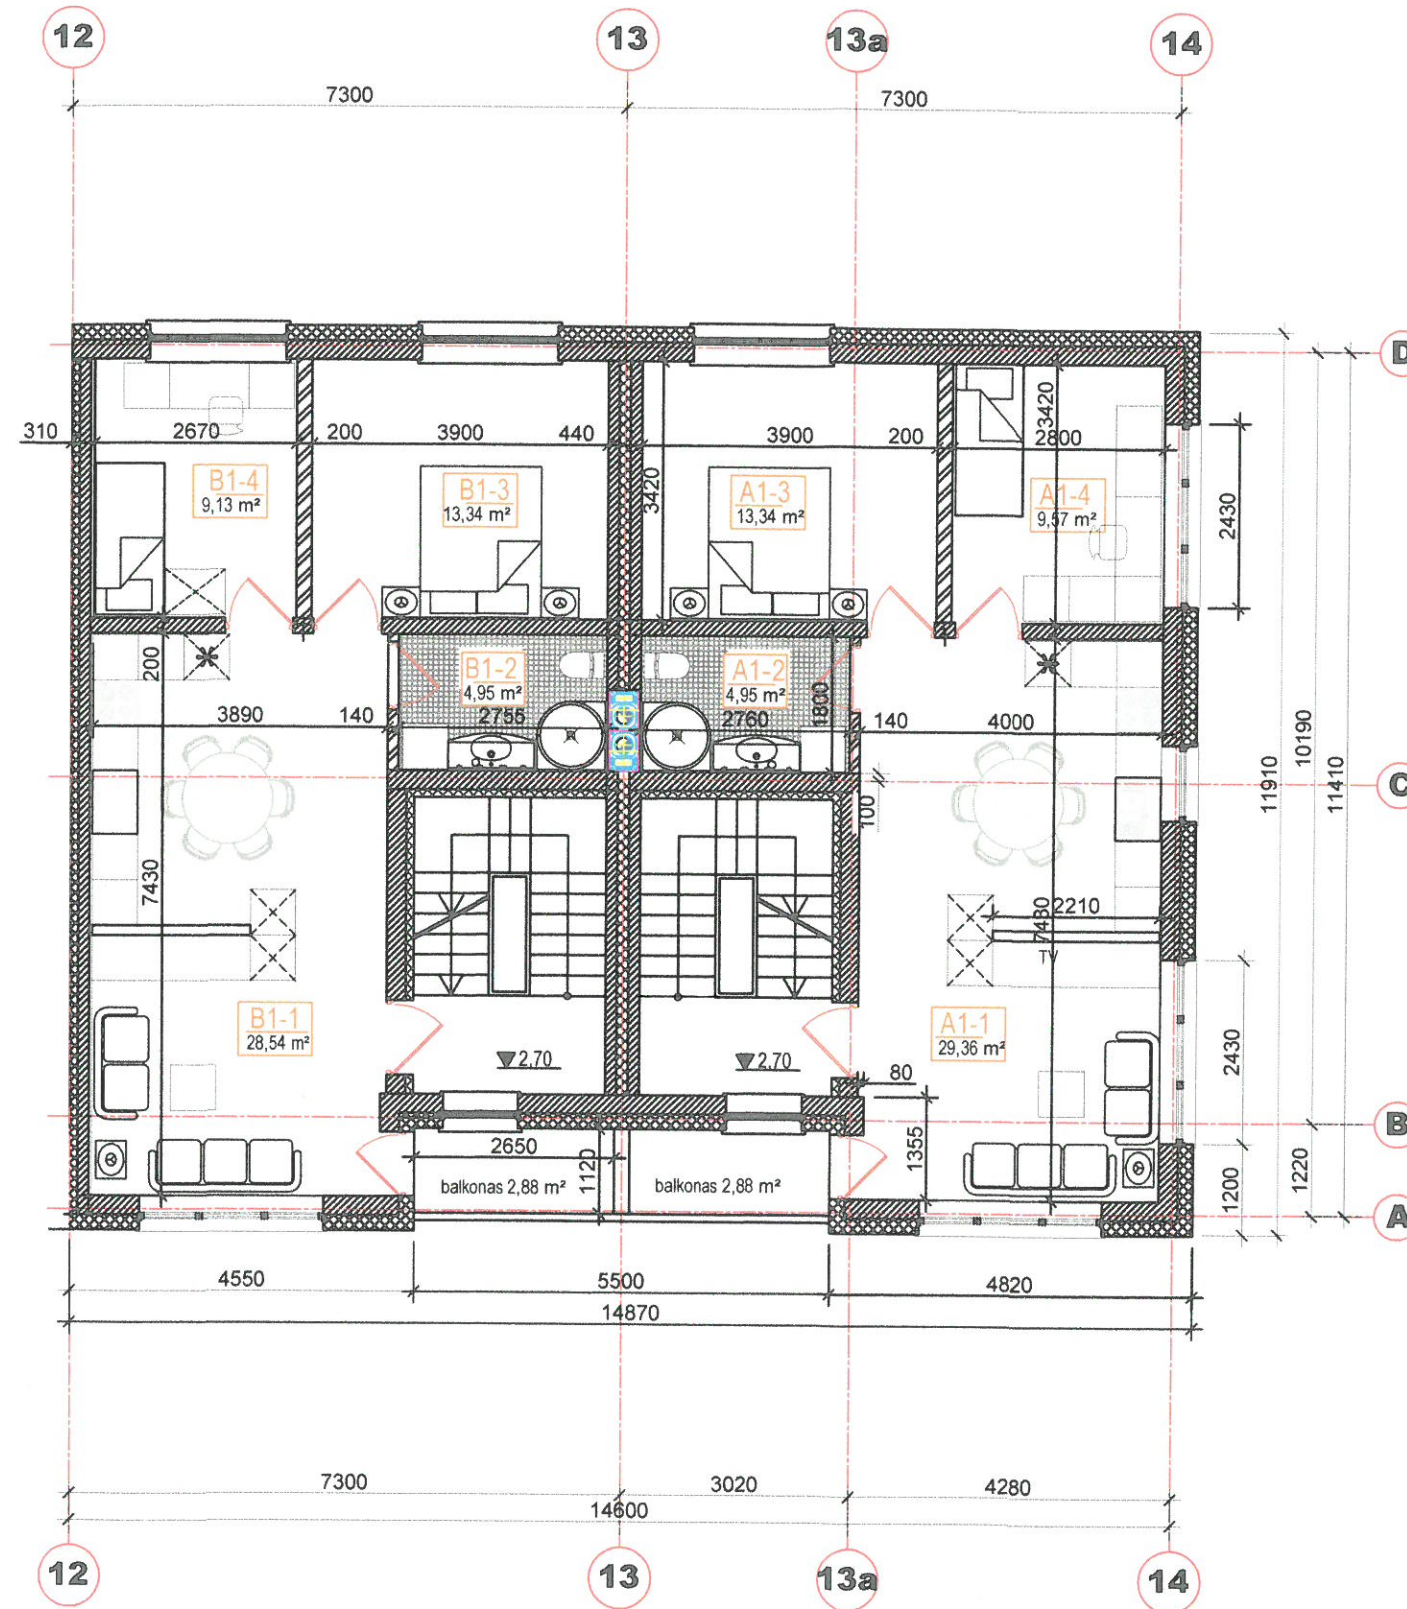 12
13
13a
14
7300
7300
D
310
2670
200
3900
440
3900
200
2800
23420
3420
2430
B1-4
9,13 m²
B1-3
13,34 m²
A1-3
13,34 m²
A1-4
9,57 m²
B1-2
4,95 m²
A1-2
4,95 m²
200
3890
140
2755
2760
1800
140
4000
100
C
11910
10190
11410
7430
2210
7430
TV
B1-1
28,54 m²
A1-1
29,36 m²
2,70
2,70
80
2430
B
2650
1120
1355
1200
1220
balkonas 2,88 m²
balkonas 2,88 m²
A
4550
5500
4820
14870
7300
3020
4280
14600
12
13
13a
14